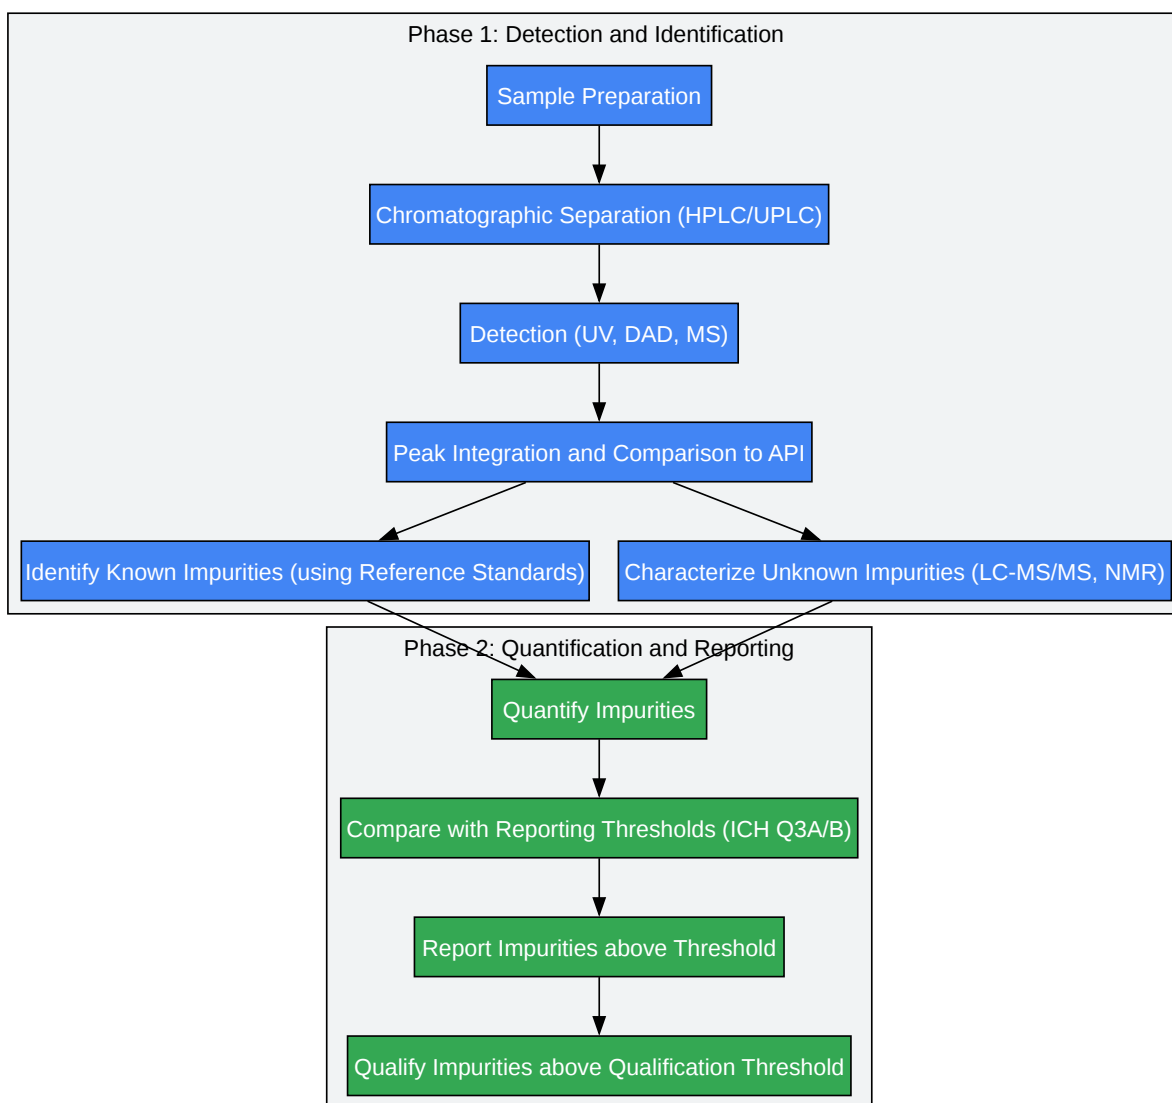 Phase 1: Detection and Identification
Sample Preparation
Chromatographic Separation (HPLC/UPLC)
Detection (UV, DAD, MS)
Peak Integration and Comparison to API
Identify Known Impurities (using Reference Standards)
Characterize Unknown Impurities (LC-MS/MS, NMR)
Phase 2: Quantification and Reporting
Quantify Impurities
Compare with Reporting Thresholds (ICH Q3A/B)
Report Impurities above Threshold
Qualify Impurities above Qualification Threshold